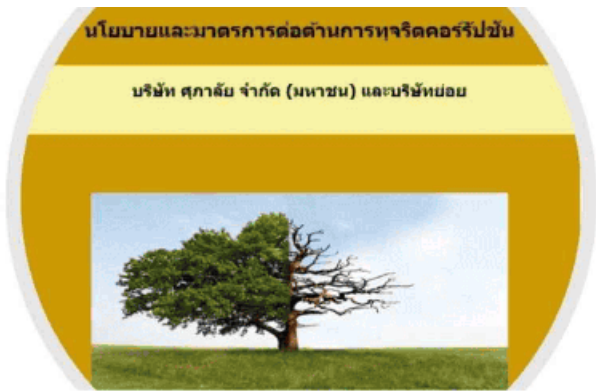 นโยบายและมาตรการต่อต้านการทุจริตคอร์รัปชัน
บริษัท ศุภาลัย จำกัด (มหาชน) และบริษัทย่อย